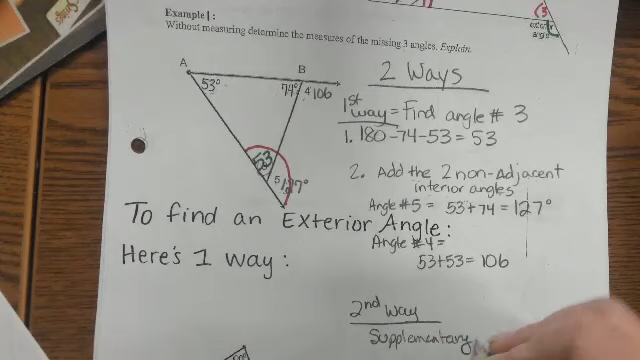 Example 1:
Without measuring determine the measures of the missing 3 angles. Explain.
A
B
53°
74°
4
106
53
5
127°
2 Ways
1st way = Find angle # 3
1. 180-74-53 = 53
2. Add the 2 non-Adjacent
interior angles
Angle #5 = 53+74 = 127°
Angle #4 =
53+53 = 106
To find an Exterior Angle:
Here's 1 way:
2nd way
Supplementary